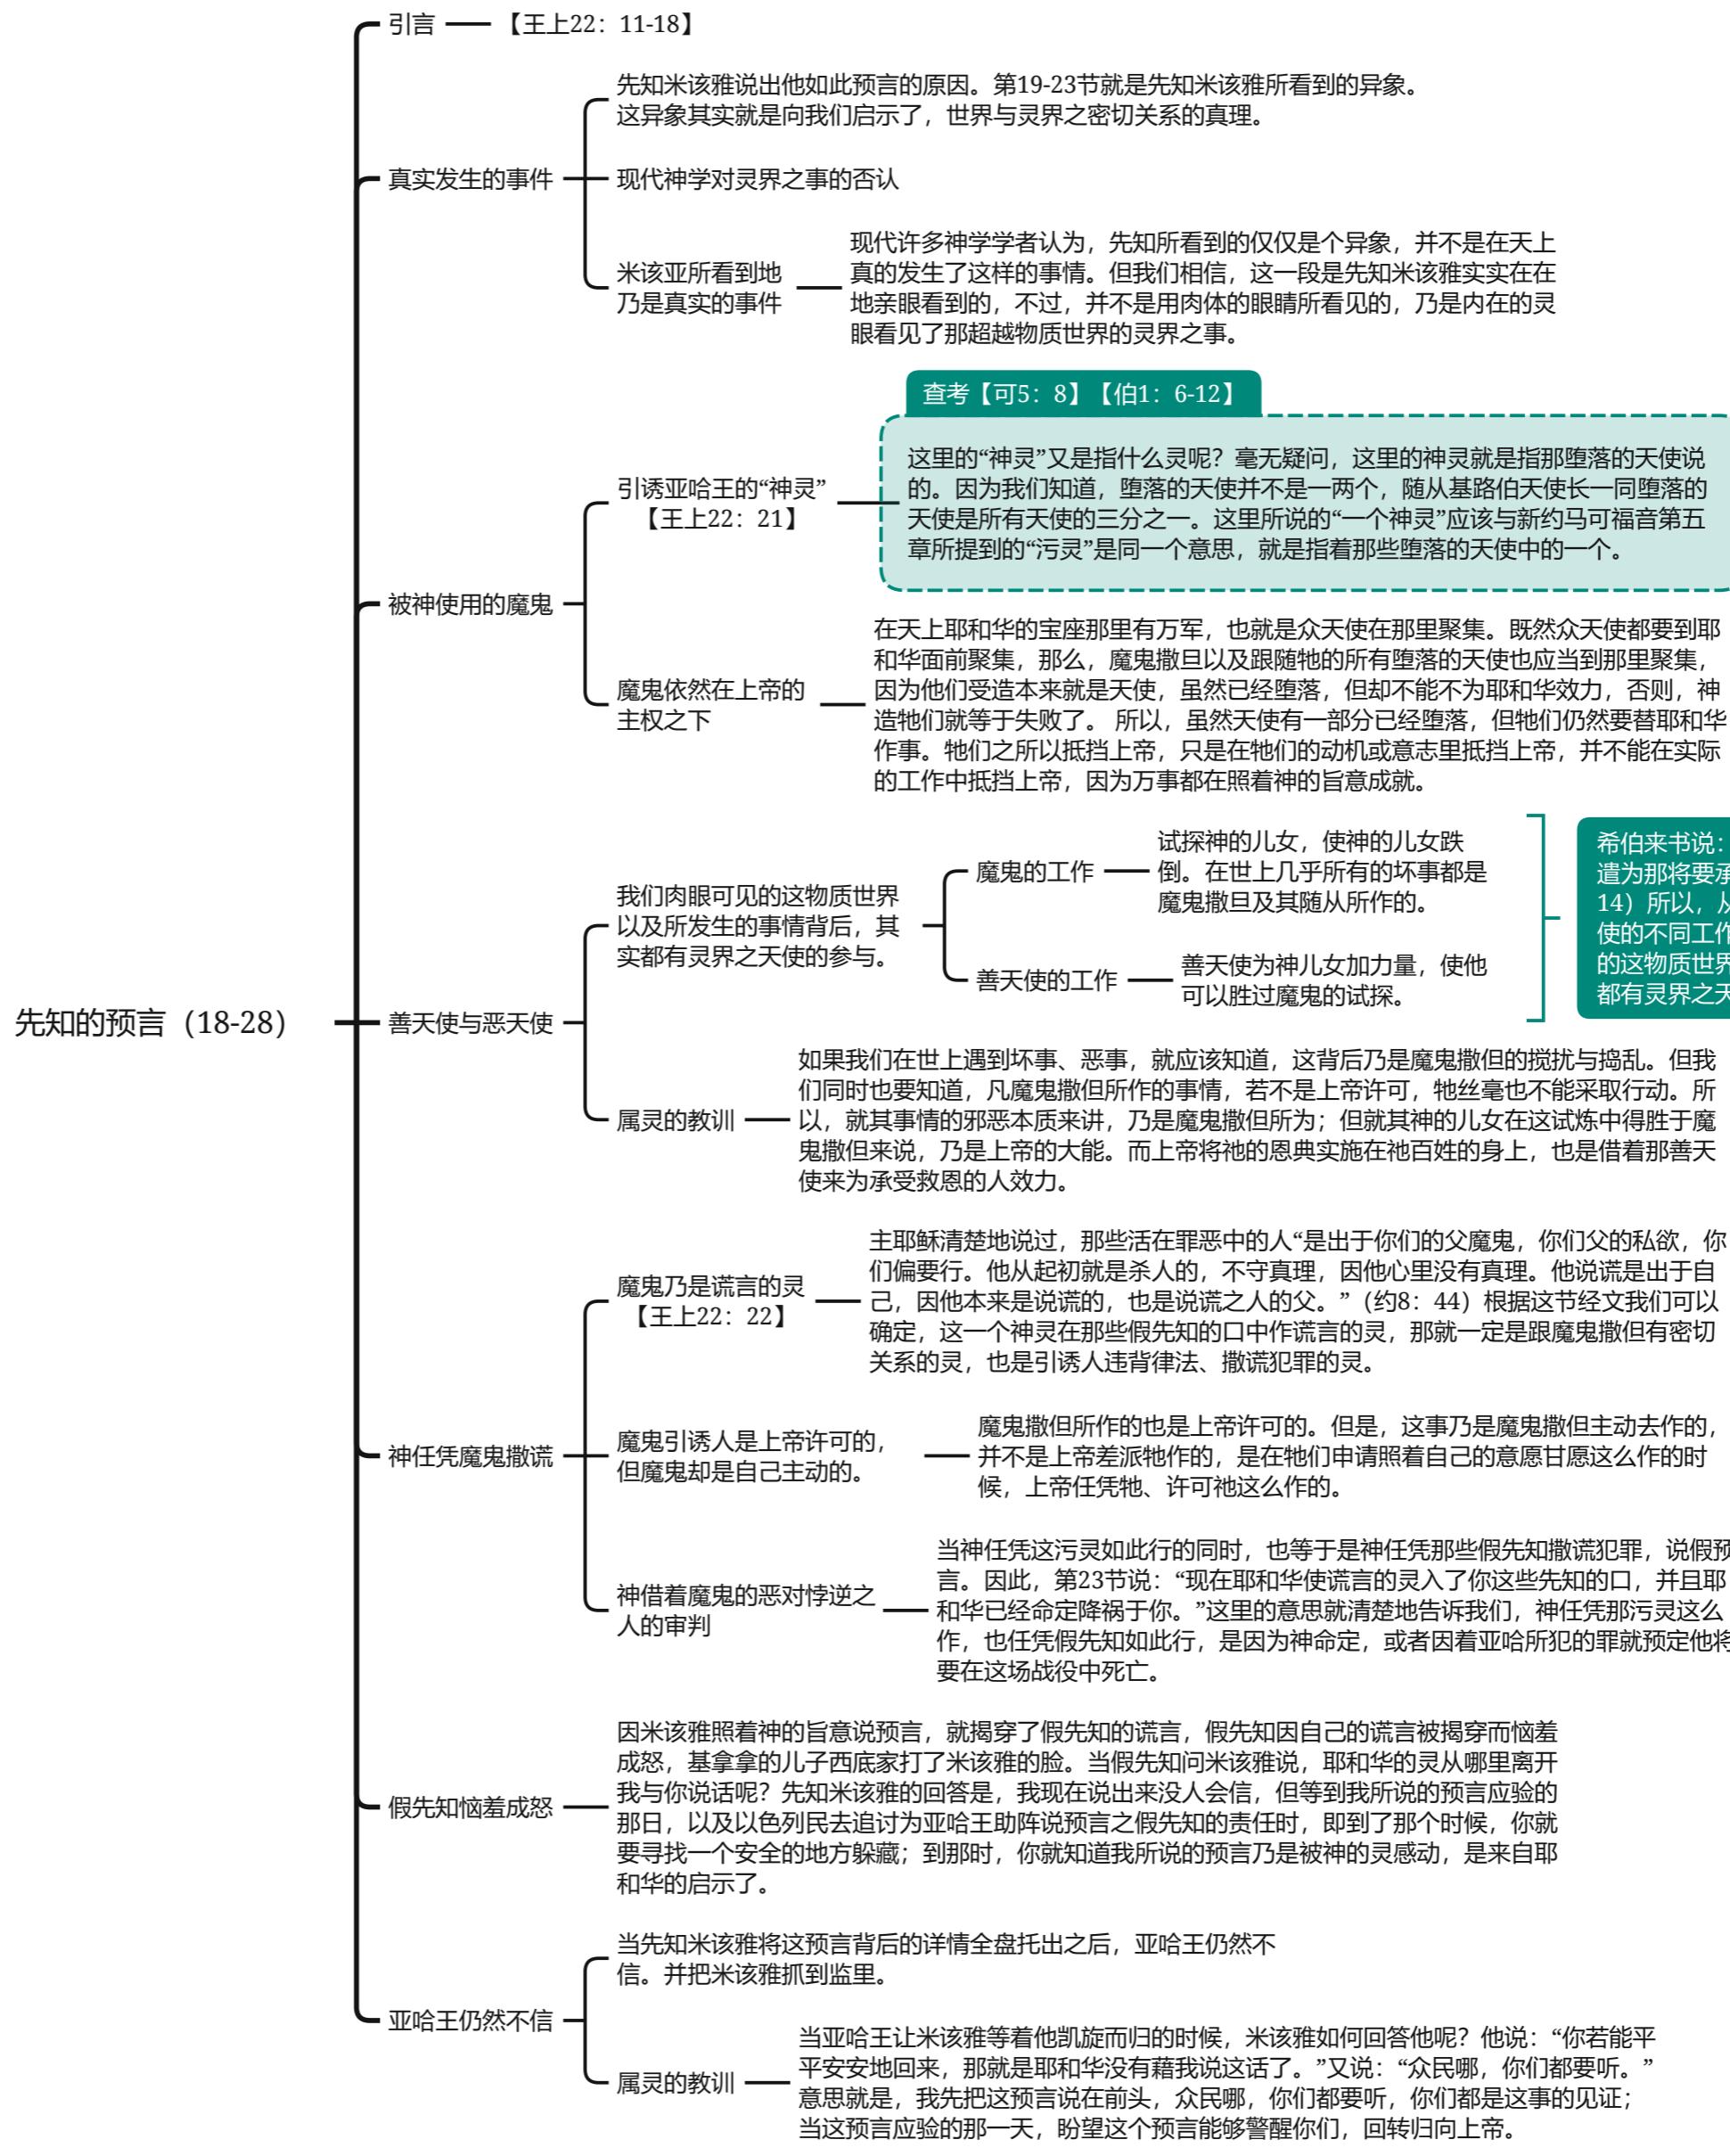 先知的预言（18-28）
引言
【王上22：11-18】
真实发生的事件
先知米该雅说出他如此预言的原因。第19-23节就是先知米该雅所看到的异象。
这异象其实就是向我们启示了，世界与灵界之密切关系的真理。
现代神学对灵界之事的否认
米该亚所看到地
乃是真实的事件
现代许多神学学者认为，先知所看到的仅仅是个异象，并不是在天上
真的发生了这样的事情。但我们相信，这一段是先知米该雅实实在在
地亲眼看到的，不过，并不是用肉体的眼睛所看见的，乃是内在的灵
眼看见了那超越物质世界的灵界之事。
被神使用的魔鬼
引诱亚哈王的“神灵”
【王上22：21】
查考【可5：8】【伯1：6-12】
这里的“神灵”又是指什么灵呢？毫无疑问，这里的神灵就是指那堕落的天使说
的。因为我们知道，堕落的天使并不是一两个，随从基路伯天使长一同堕落的
天使是所有天使的三分之一。这里所说的“一个神灵”应该与新约马可福音第五
章所提到的“污灵”是同一个意思，就是指着那些堕落的天使中的一个。
魔鬼依然在上帝的
主权之下
在天上耶和华的宝座那里有万军，也就是众天使在那里聚集。既然众天使都要到耶
和华面前聚集，那么，魔鬼撒旦以及跟随牠的所有堕落的天使也应当到那里聚集，
因为他们受造本来就是天使，虽然已经堕落，但却不能不为耶和华效力，否则，神
造牠们就等于失败了。 所以，虽然天使有一部分已经堕落，但牠们仍然要替耶和华
作事。牠们之所以抵挡上帝，只是在牠们的动机或意志里抵挡上帝，并不能在实际
的工作中抵挡上帝，因为万事都在照着神的旨意成就。
善天使与恶天使
我们肉眼可见的这物质世界
以及所发生的事情背后，其
实都有灵界之天使的参与。
魔鬼的工作
试探神的儿女，使神的儿女跌
倒。在世上几乎所有的坏事都是
魔鬼撒旦及其随从所作的。
善天使的工作
善天使为神儿女加力量，使他
可以胜过魔鬼的试探。
希伯来书说：
遣为那将要承
14）所以，从
使的不同工作
的这物质世界
都有灵界之天
属灵的教训
如果我们在世上遇到坏事、恶事，就应该知道，这背后乃是魔鬼撒但的搅扰与捣乱。但我
们同时也要知道，凡魔鬼撒但所作的事情，若不是上帝许可，牠丝毫也不能采取行动。所
以，就其事情的邪恶本质来讲，乃是魔鬼撒但所为；但就其神的儿女在这试炼中得胜于魔
鬼撒但来说，乃是上帝的大能。而上帝将祂的恩典实施在祂百姓的身上，也是借着那善天
使来为承受救恩的人效力。
神任凭魔鬼撒谎
魔鬼乃是谎言的灵
【王上22：22】
主耶稣清楚地说过，那些活在罪恶中的人“是出于你们的父魔鬼，你们父的私欲，你
们偏要行。他从起初就是杀人的，不守真理，因他心里没有真理。他说谎是出于自
己，因他本来是说谎的，也是说谎之人的父。”（约8：44）根据这节经文我们可以
确定，这一个神灵在那些假先知的口中作谎言的灵，那就一定是跟魔鬼撒但有密切
关系的灵，也是引诱人违背律法、撒谎犯罪的灵。
魔鬼引诱人是上帝许可的，
但魔鬼却是自己主动的。
魔鬼撒但所作的也是上帝许可的。但是，这事乃是魔鬼撒但主动去作的，
并不是上帝差派牠作的，是在牠们申请照着自己的意愿甘愿这么作的时
候，上帝任凭牠、许可祂这么作的。
神借着魔鬼的恶对悖逆之
人的审判
当神任凭这污灵如此行的同时，也等于是神任凭那些假先知撒谎犯罪，说假预
言。因此，第23节说：“现在耶和华使谎言的灵入了你这些先知的口，并且耶
和华已经命定降祸于你。”这里的意思就清楚地告诉我们，神任凭那污灵这么
作，也任凭假先知如此行，是因为神命定，或者因着亚哈所犯的罪就预定他将
要在这场战役中死亡。
假先知恼羞成怒
因米该雅照着神的旨意说预言，就揭穿了假先知的谎言，假先知因自己的谎言被揭穿而恼羞
成怒，基拿拿的儿子西底家打了米该雅的脸。当假先知问米该雅说，耶和华的灵从哪里离开
我与你说话呢？先知米该雅的回答是，我现在说出来没人会信，但等到我所说的预言应验的
那日，以及以色列民去追讨为亚哈王助阵说预言之假先知的责任时，即到了那个时候，你就
要寻找一个安全的地方躲藏；到那时，你就知道我所说的预言乃是被神的灵感动，是来自耶
和华的启示了。
亚哈王仍然不信
当先知米该雅将这预言背后的详情全盘托出之后，亚哈王仍然不
信。并把米该雅抓到监里。
属灵的教训
当亚哈王让米该雅等着他凯旋而归的时候，米该雅如何回答他呢？他说：“你若能平
平安安地回来，那就是耶和华没有藉我说这话了。”又说：“众民哪，你们都要听。”
意思就是，我先把这预言说在前头，众民哪，你们都要听，你们都是这事的见证；
当这预言应验的那一天，盼望这个预言能够警醒你们，回转归向上帝。